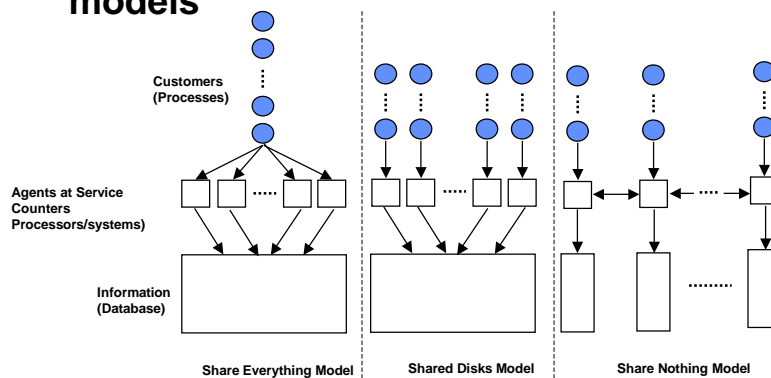 models
Customers
(Processes)
Agents at Service
Counters
Processors/systems)
Information
(Database)
Share Everything Model
Shared Disks Model
Share Nothing Model